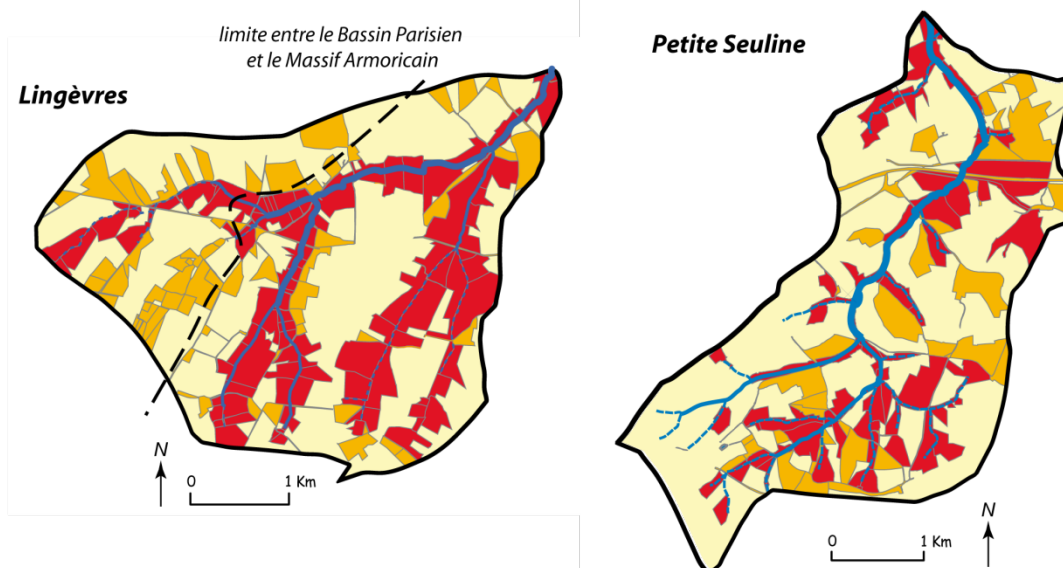 limite entre le Bassin Parisien
et le Massif Armoricain
Lingèvres
N
0 1 Km
Petite Seuline
0 1 Km
N